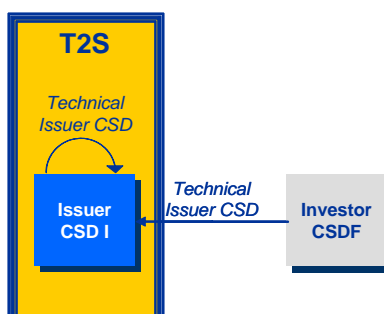 T2S
Technical
Issuer CSD
Issuer
CSD I
Technical
Issuer CSD
Investor
CSDF